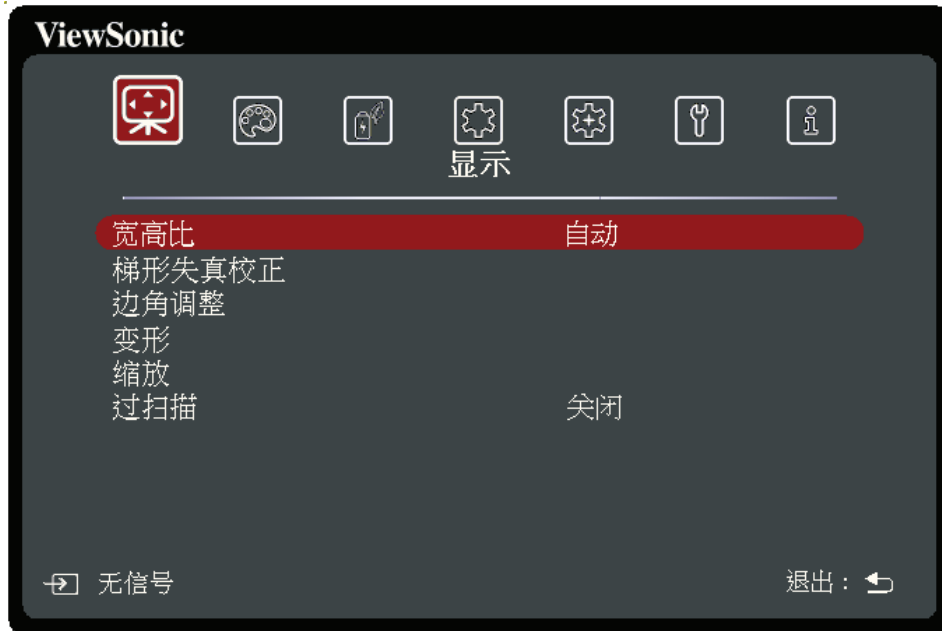 ViewSonic
显示
宽高比 自动
梯形失真校正
边角调整
变形
缩放
过扫描 关闭
无信号 退出：